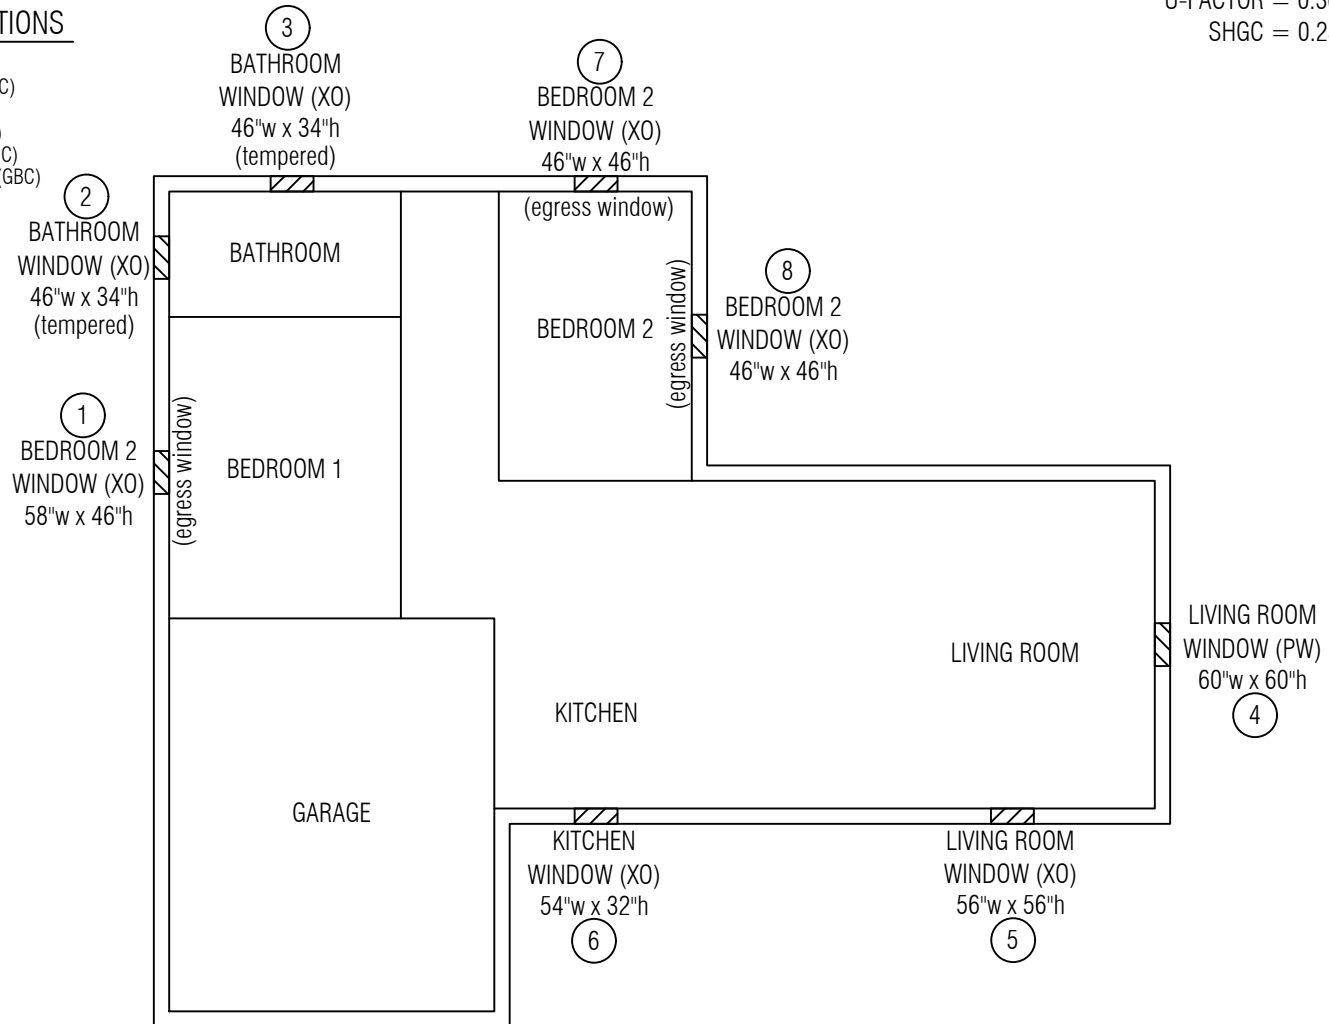 TIONS
C)
)
C)
(GBC)
SHGC = 0.2
3
BATHROOM
WINDOW (XO)
46"w x 34"h
(tempered)
7
BEDROOM 2
WINDOW (XO)
46"w x 46"h
(egress window)
2
BATHROOM
WINDOW (XO)
46"w x 34"h
(tempered)
BATHROOM
BEDROOM 2
(egress window)
8
BEDROOM 2
WINDOW (XO)
46"w x 46"h
1
BEDROOM 2
WINDOW (XO)
58"w x 46"h
(egress window)
BEDROOM 1
LIVING ROOM
LIVING ROOM
WINDOW (PW)
60"w x 60"h
4
KITCHEN
GARAGE
KITCHEN
WINDOW (XO)
54"w x 32"h
6
LIVING ROOM
WINDOW (XO)
56"w x 56"h
5